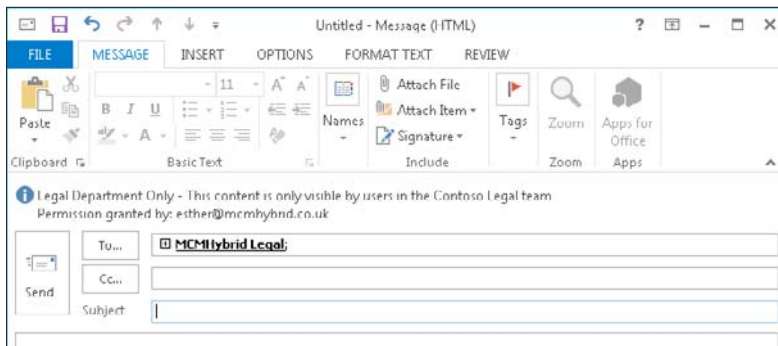 Untitled - Message (HTML) ?
FILE MESSAGE INSERT OPTIONS FORMAT TEXT REVIEW
Paste
Clipboard
11 A A
B I U
A
Basic Text
Names
Attach File
Attach Item
Signature
Include
Tags
Zoom
Zoom
Apps for
Office
Apps
Legal Department Only - This content is only visible by users in the Contoso Legal team
Permission granted by: esther@mcmhybrid.co.uk
Send
To...
MCMHybrid Legal;
Cc...
Subject